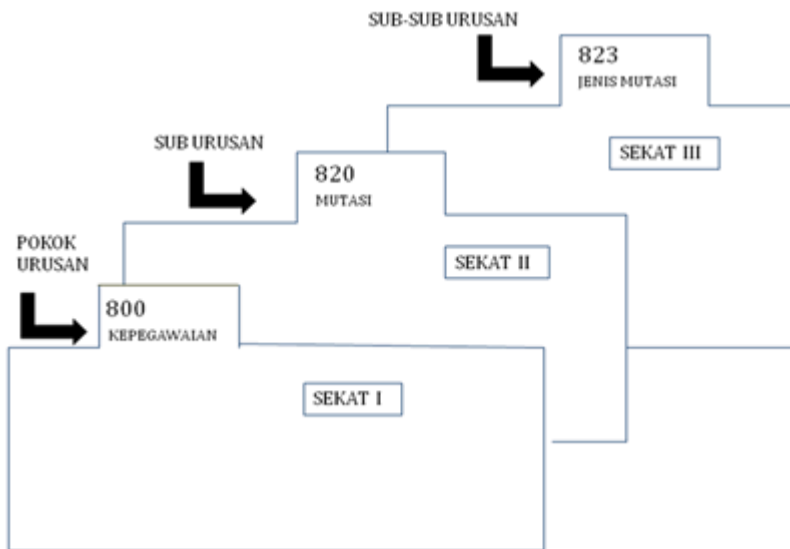 SUB-SUB URUSAN
823
JENIS MUTASI
SEKAT III
SUB URUSAN
820
MUTASI
SEKAT II
POKOK
URUSAN
800
KEPEGAWAIAN
SEKAT I